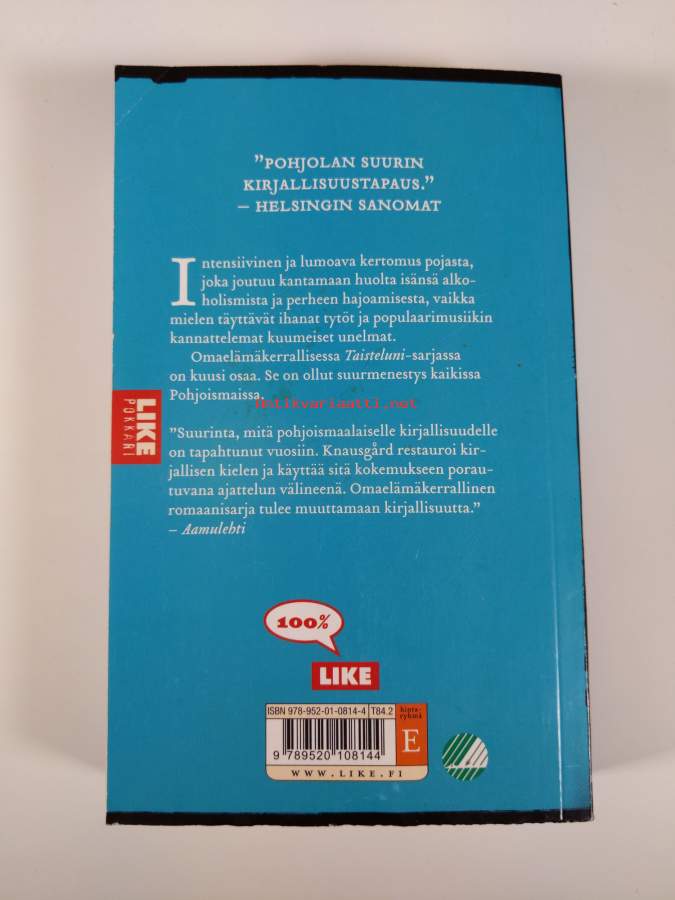 ”POHJOLAN SUURIN
KIRJALLISUUSTAPAUS.”
– HELSINGIN SANOMAT
Intensiivinen ja lumoava kertomus pojasta,
joka joutuu kantamaan huolta isänsä alko-
holismista ja perheen hajoamisesta, vaikka
mielen täyttävät ihanat tytöt ja populaarimusiikin
kannattelemat kuumeiset unelmat.
Omaelämäkerrallisessa Taisteluni-sarjassa
on kuusi osaa. Se on ollut suurmenestys kaikissa
Pohjoismaissa.
antikvariaatti.net
LIKE
POKKARI
”Suurinta, mitä pohjoismaalaiselle kirjallisuudelle
on tapahtunut vuosiin. Knausgård restauroi kir-
jallisen kielen ja käyttää sitä kokemukseen porau-
tuvana ajattelun välineenä. Omaelämäkerrallinen
romaanisarja tulee muuttamaan kirjallisuutta.”
– Aamulehti
100%
LIKE
ISBN 978-952-01-0814-4 T84.2
hinta-
ryhmä
E
9 789520 108144
WWW.LIKE.FI